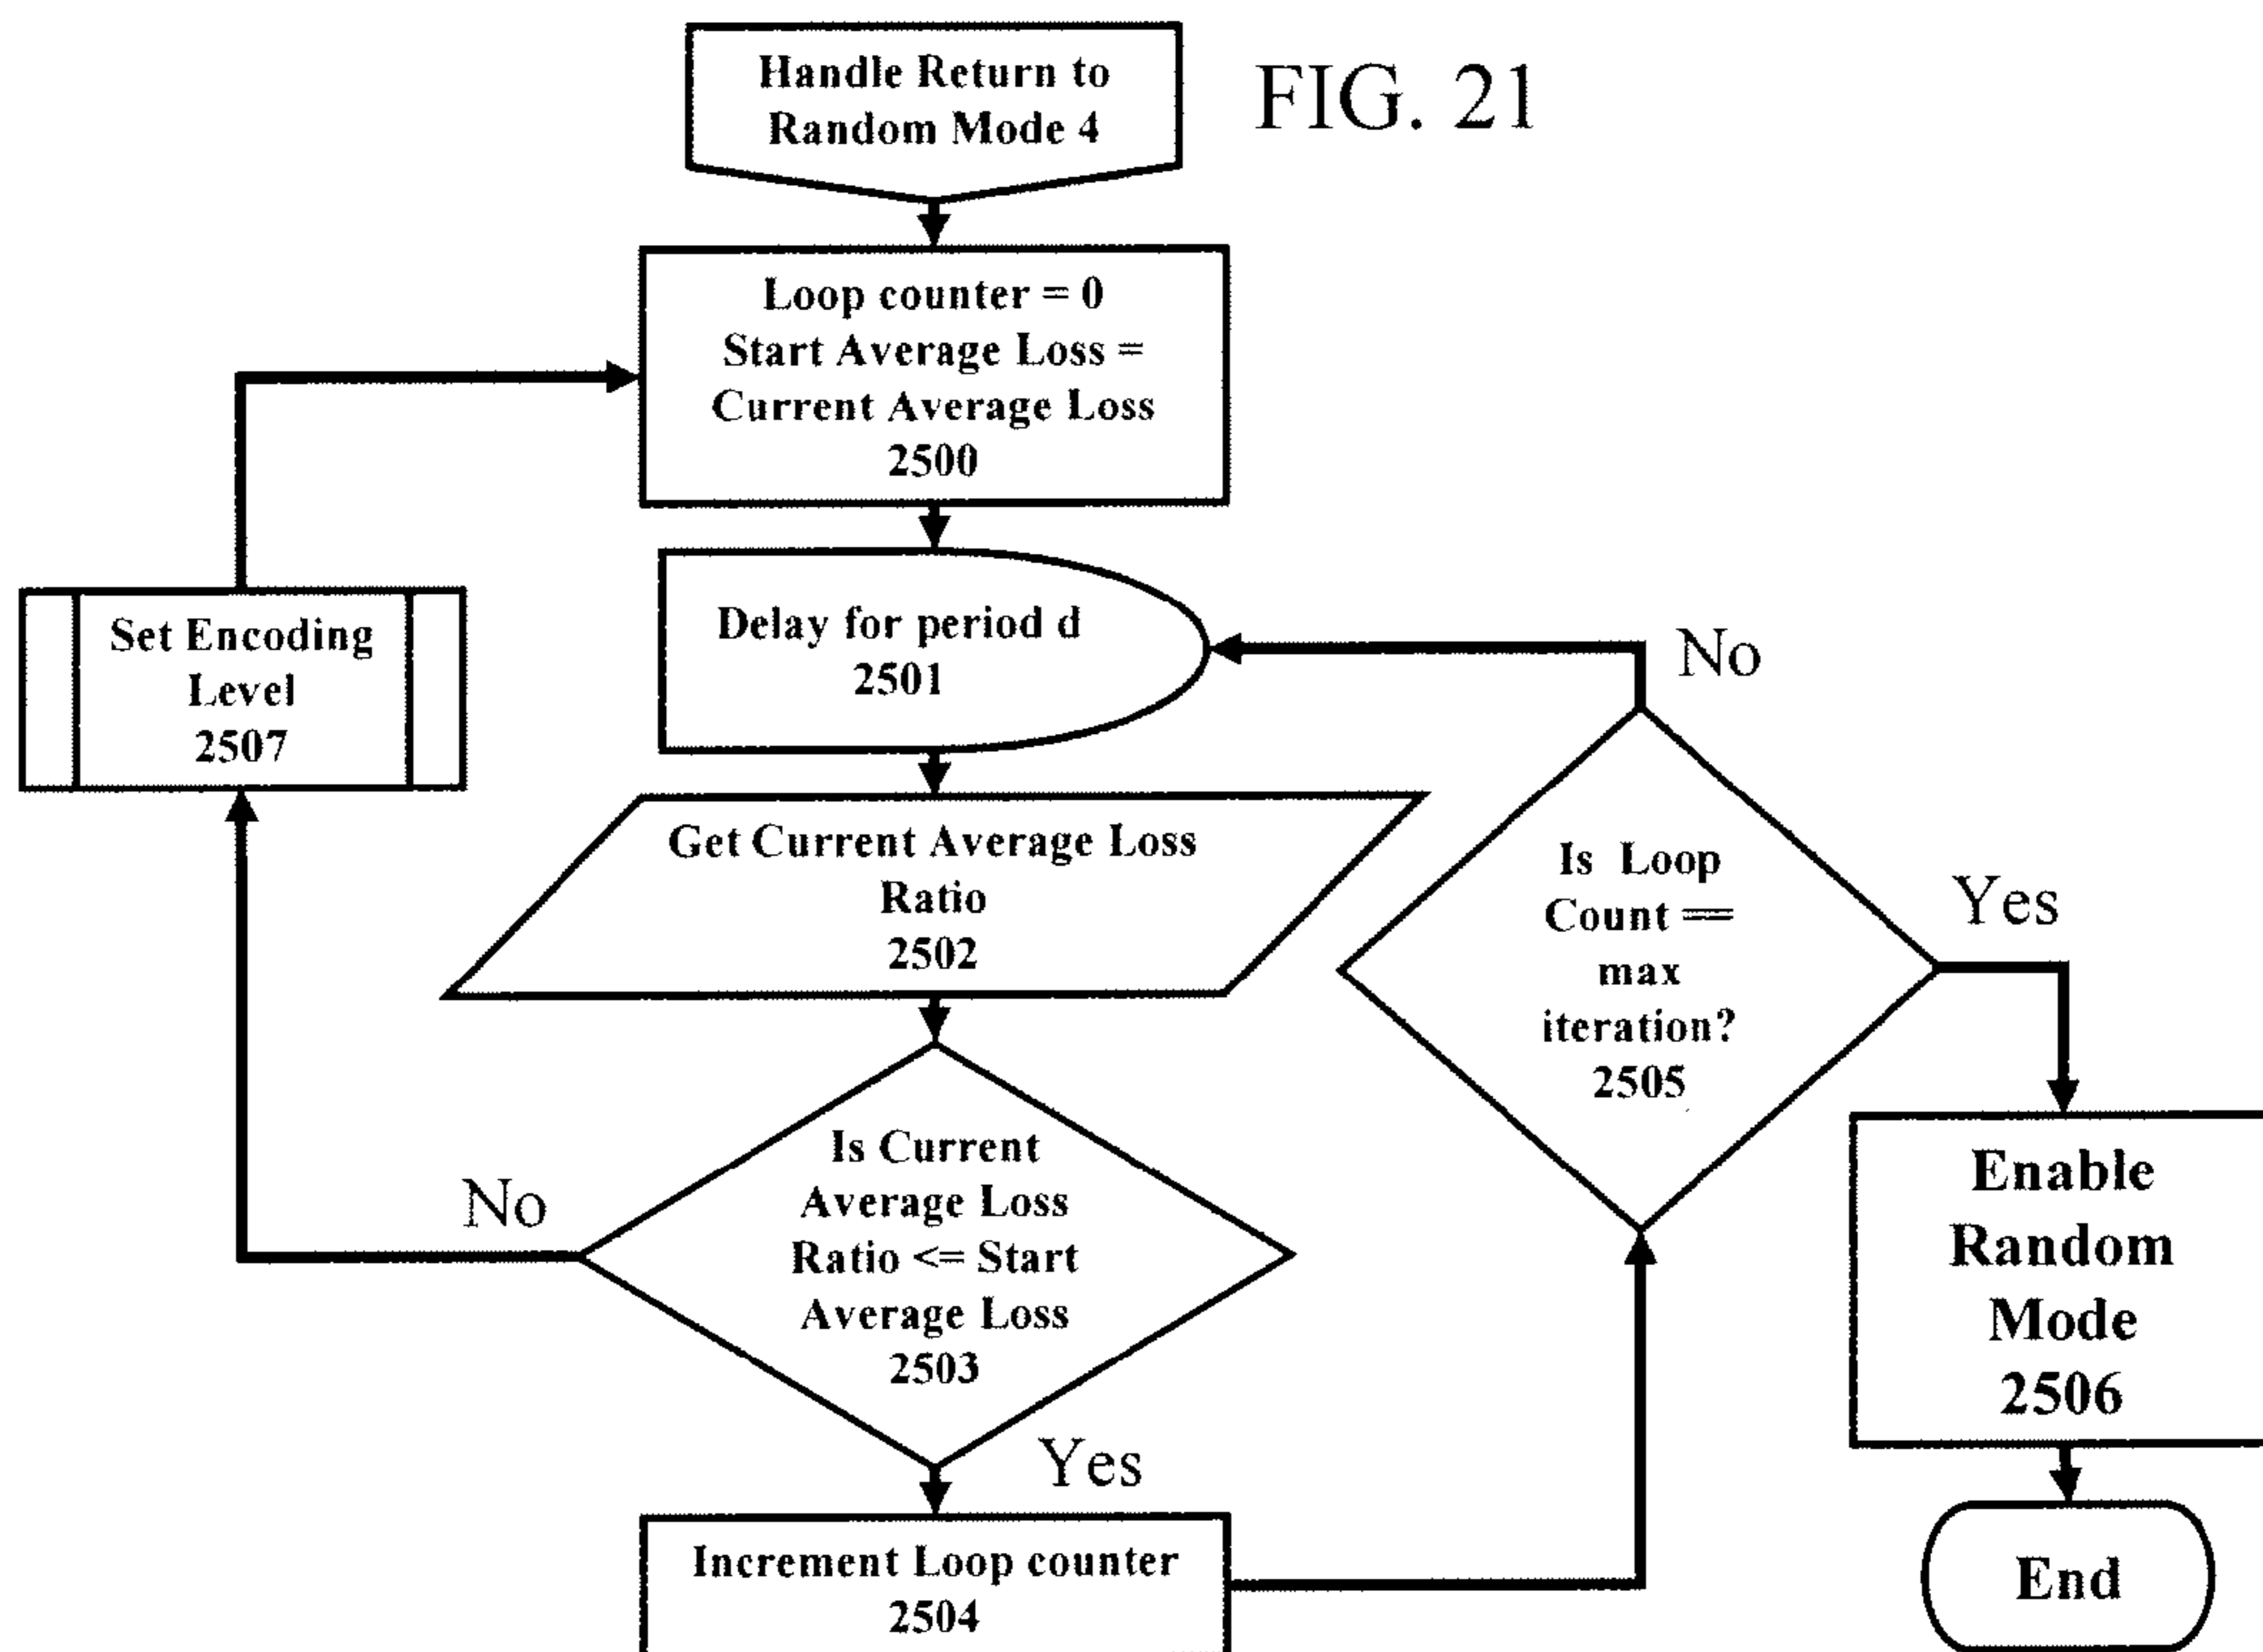 Handle Return to
Random Mode 4
FIG. 21
Loop counter = 0
Start Average Loss =
Current Average Loss
2500
Delay for period d
2501
No
Set Encoding
Level
2507
Get Current Average Loss
Ratio
2502
Is Loop
Count ==
max
iteration?
2505
Yes
Is Current
Average Loss
Ratio <= Start
Average Loss
2503
No
Yes
Enable
Random
Mode
2506
Increment Loop counter
2504
End